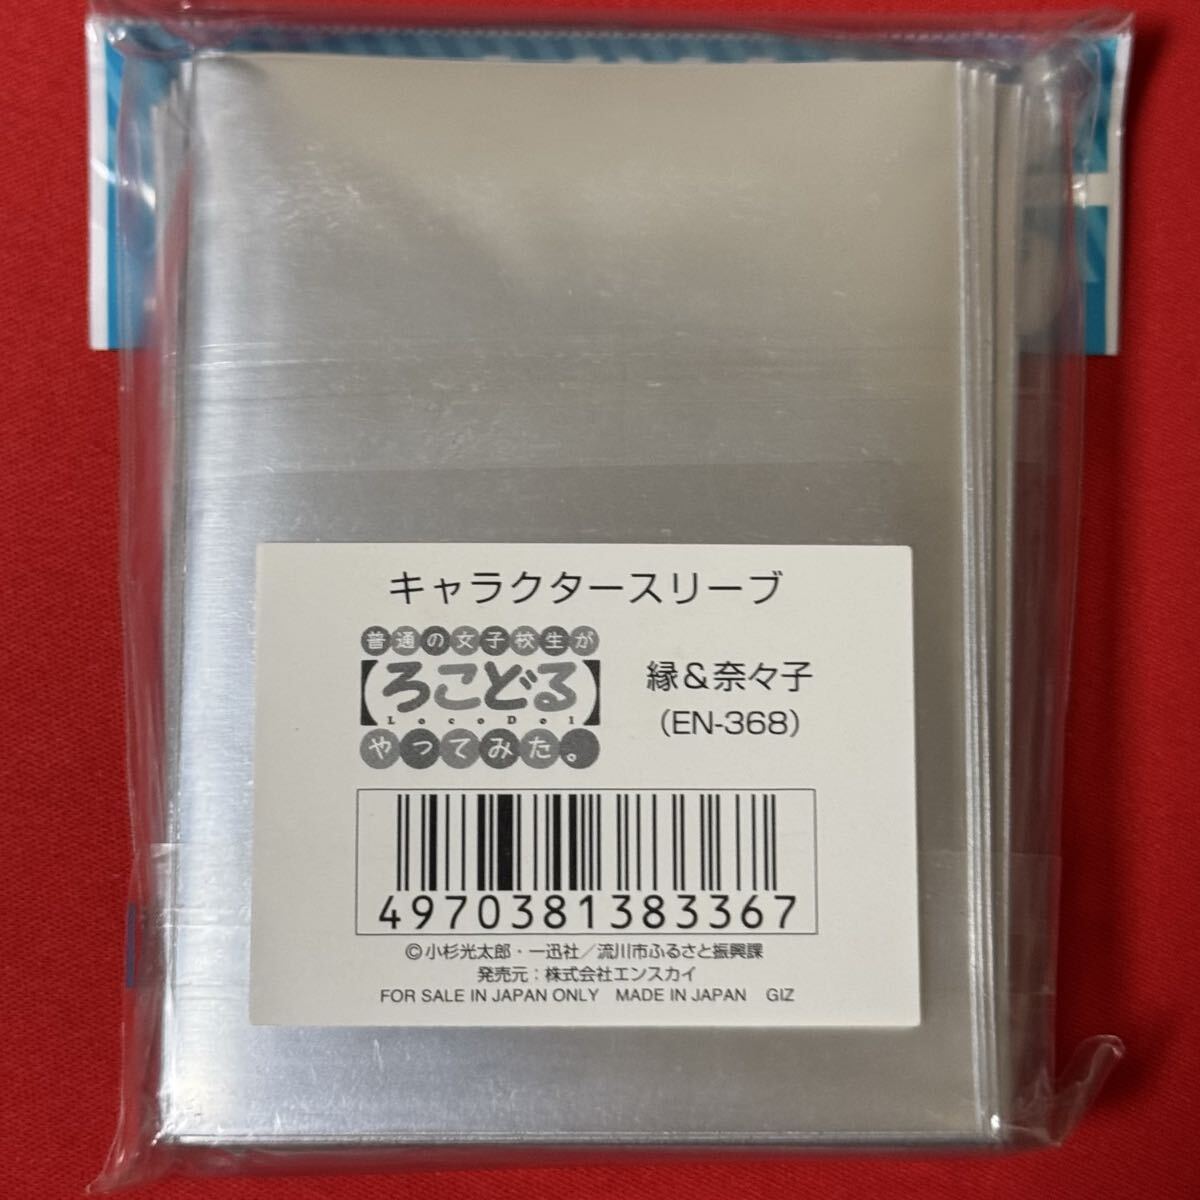 キャラクタースリーブ
普通の女子校生が
【ろこどる】
LocoDol
やってみた。
縁＆奈々子
（EN-368）
4970381383367
©小杉光太郎・一迅社／流川市ふるさと振興課
発売元：株式会社エンスカイ
FOR SALE IN JAPAN ONLY　MADE IN JAPAN　GIZ